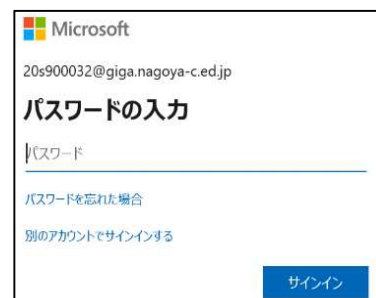 Microsoft
20s900032@giga.nagoya-c.ed.jp
パスワードの入力
パスワード
パスワードを忘れた場合
別のアカウントでサインインする
サインイン